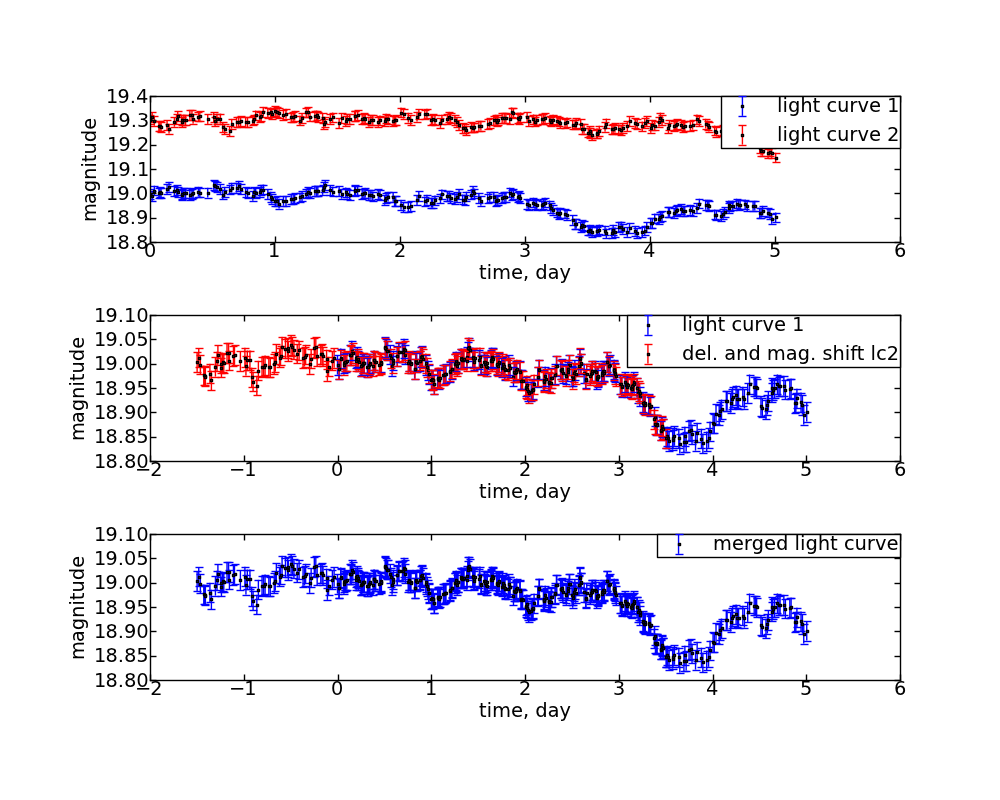 19.4
19.3
19.2
19.1
19.0
18.9
18.8
magnitude
light curve 1
light curve 2
0 1 2 3 4 5 6
time, day
19.10
19.05
19.00
18.95
18.90
18.85
18.80
magnitude
light curve 1
del. and mag. shift lc2
−2 −1 0 1 2 3 4 5 6
time, day
19.10
19.05
19.00
18.95
18.90
18.85
18.80
magnitude
merged light curve
−2 −1 0 1 2 3 4 5 6
time, day